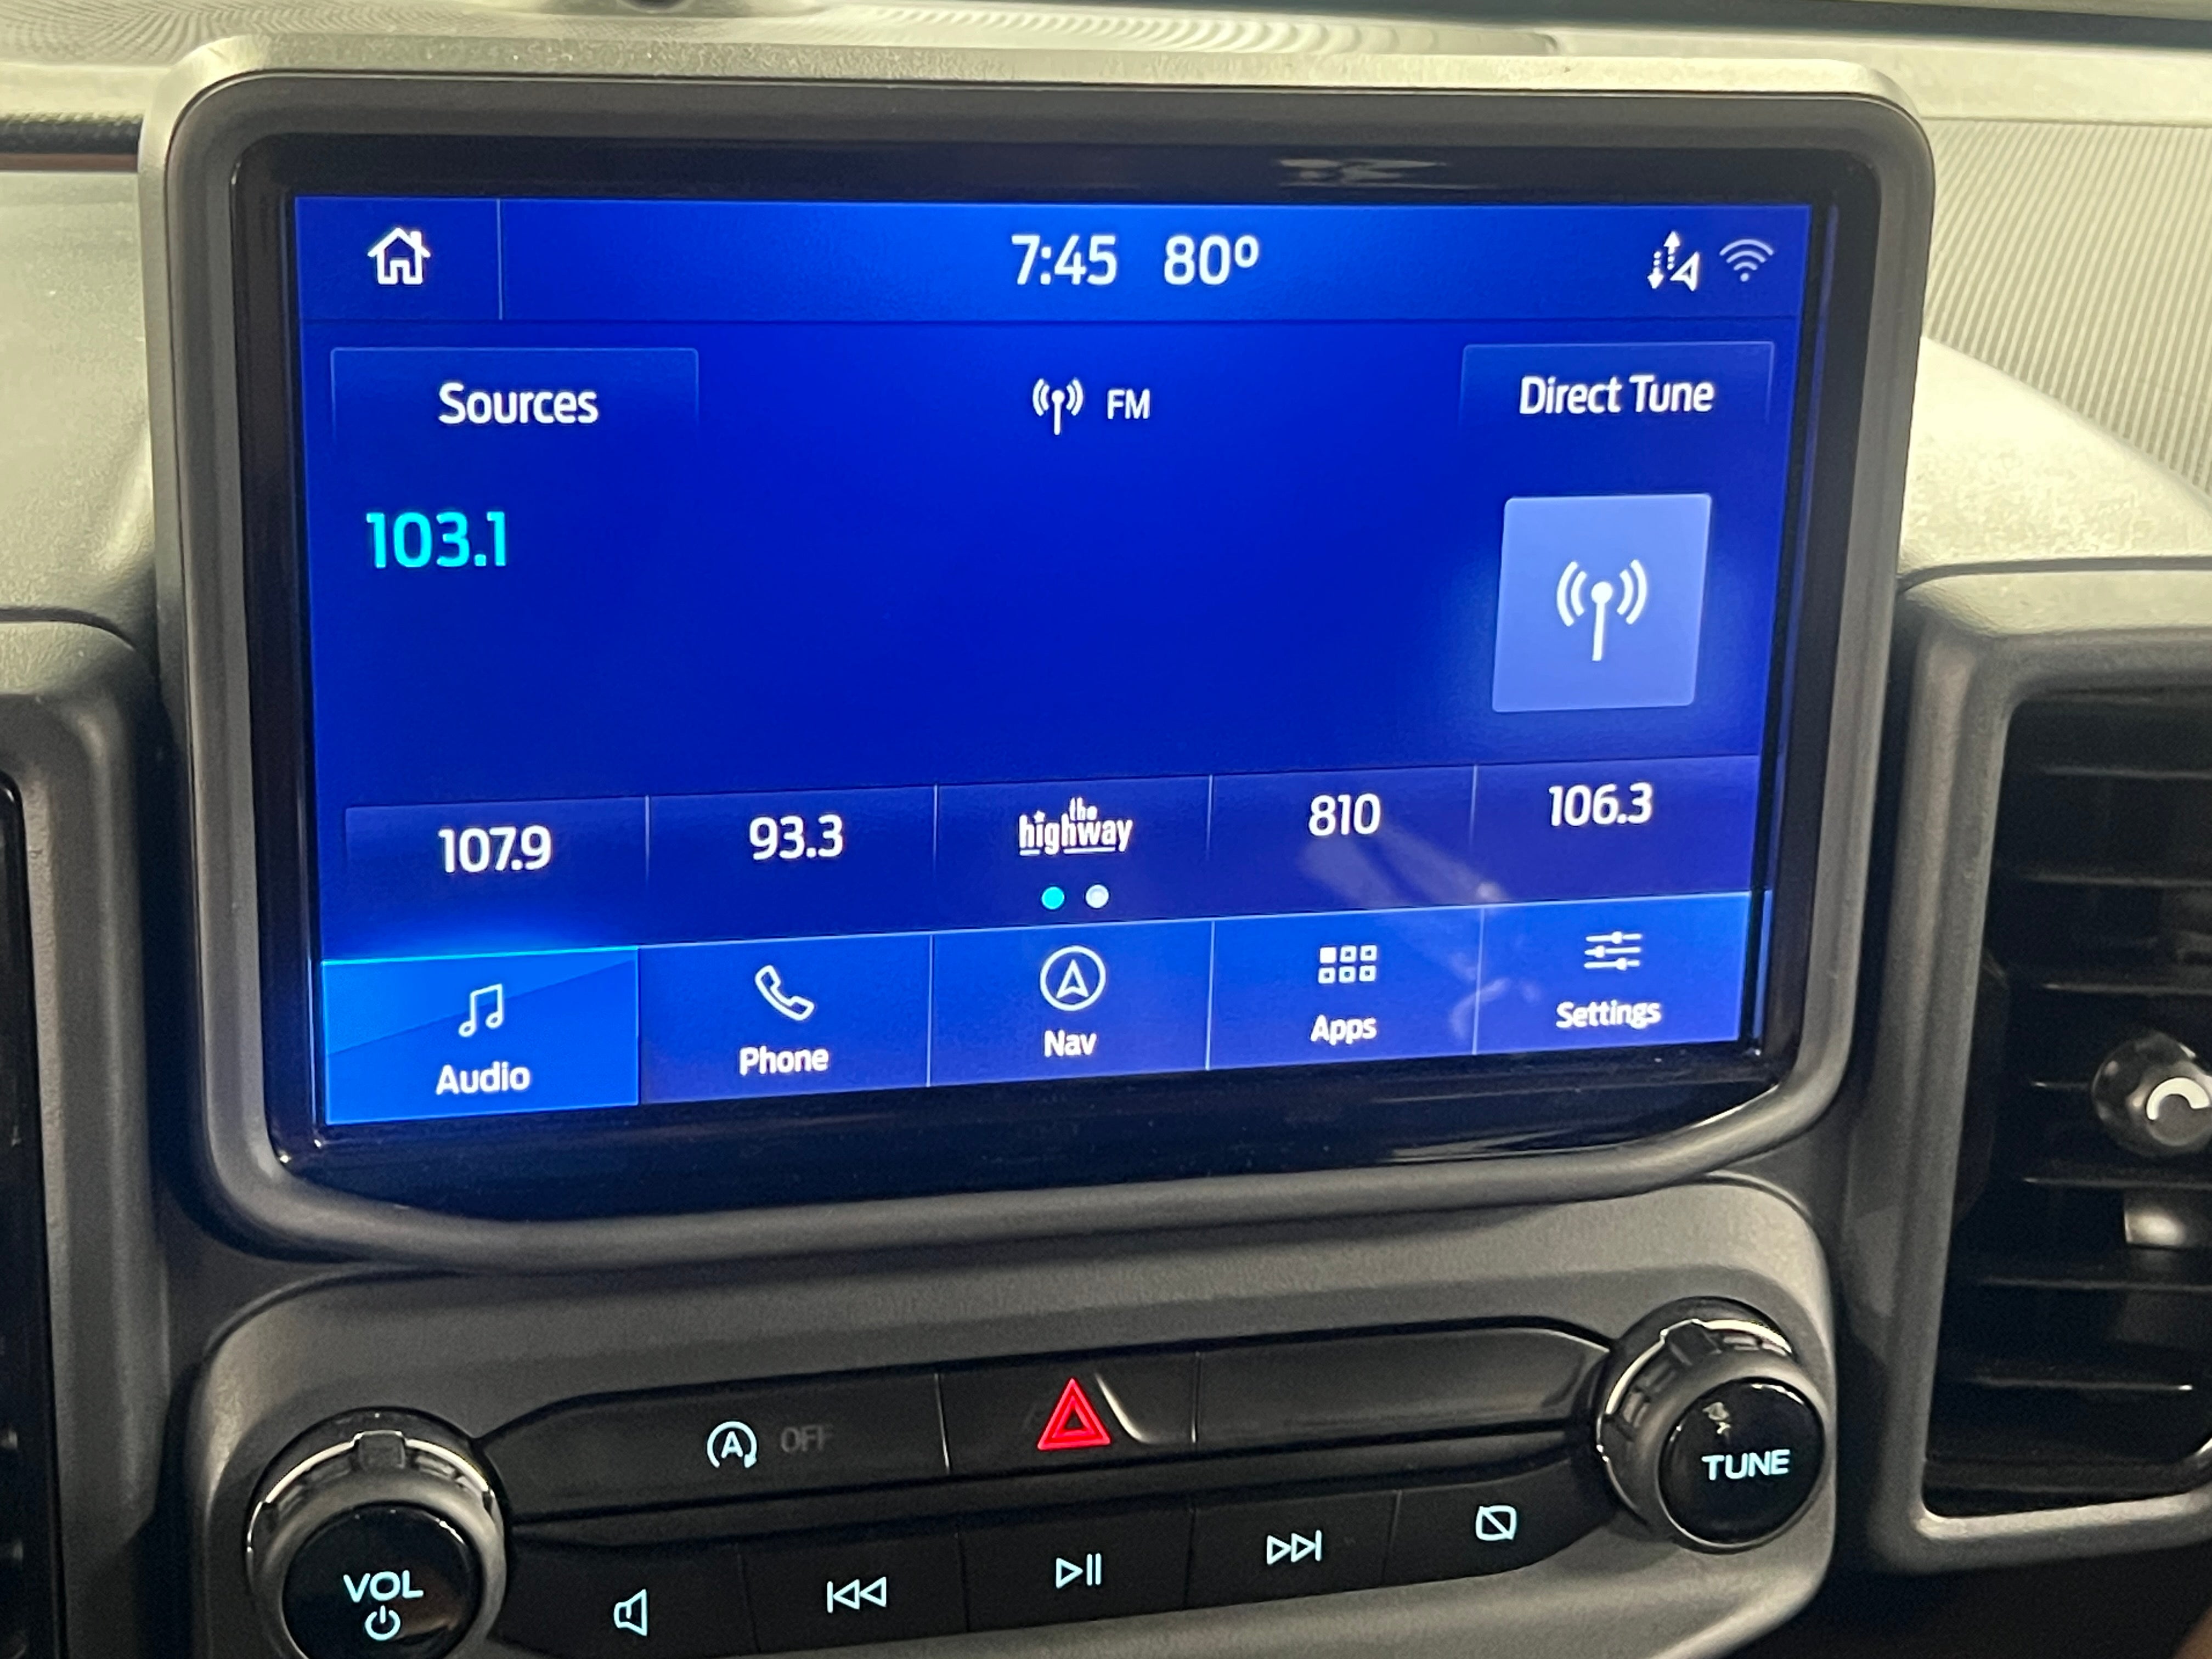 7:45 80º
Sources
FM
Direct Tune
103.1
107.9
93.3
the highway
810
106.3
Audio
Phone
Nav
Apps
Settings
A OFF
TUNE
VOL